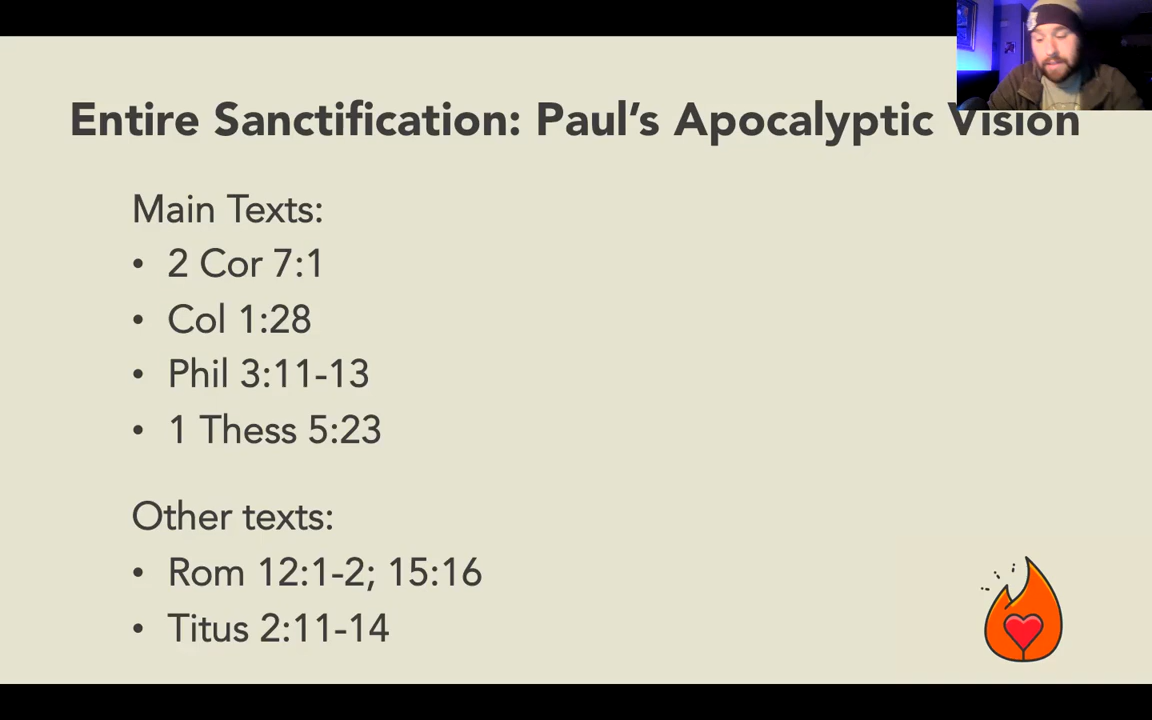 Entire Sanctification: Paul’s Apocalyptic Vision
Main Texts:
• 2 Cor 7:1
• Col 1:28
• Phil 3:11-13
• 1 Thess 5:23
Other texts:
• Rom 12:1-2; 15:16
• Titus 2:11-14